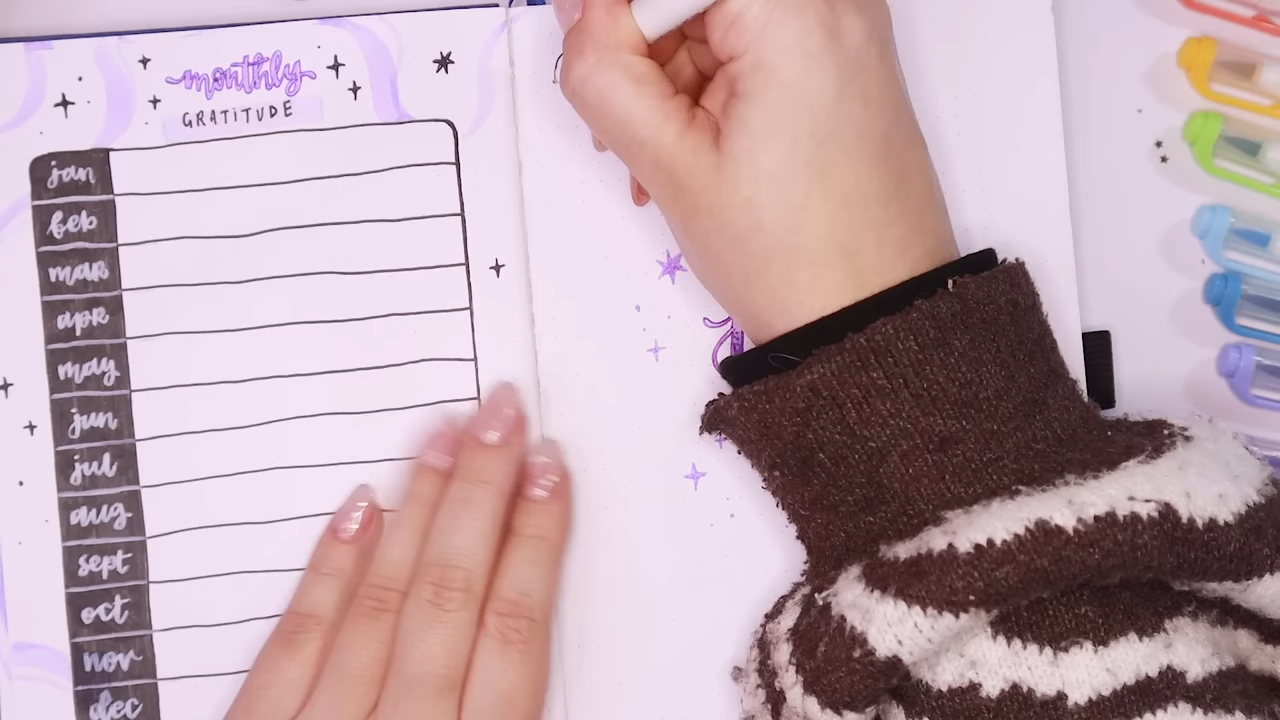 monthly
GRATITUDE
jan
feb
mar
apr
may
jun
jul
aug
sept
oct
nov
dec